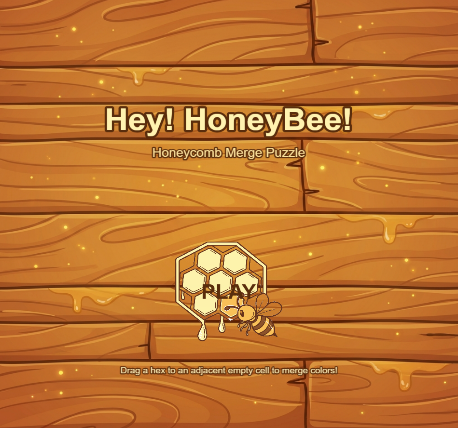 Hey! HoneyBee!
Honeycomb Merge Puzzle
PLAY
Drag a hex to an adjacent empty cell to merge colors!